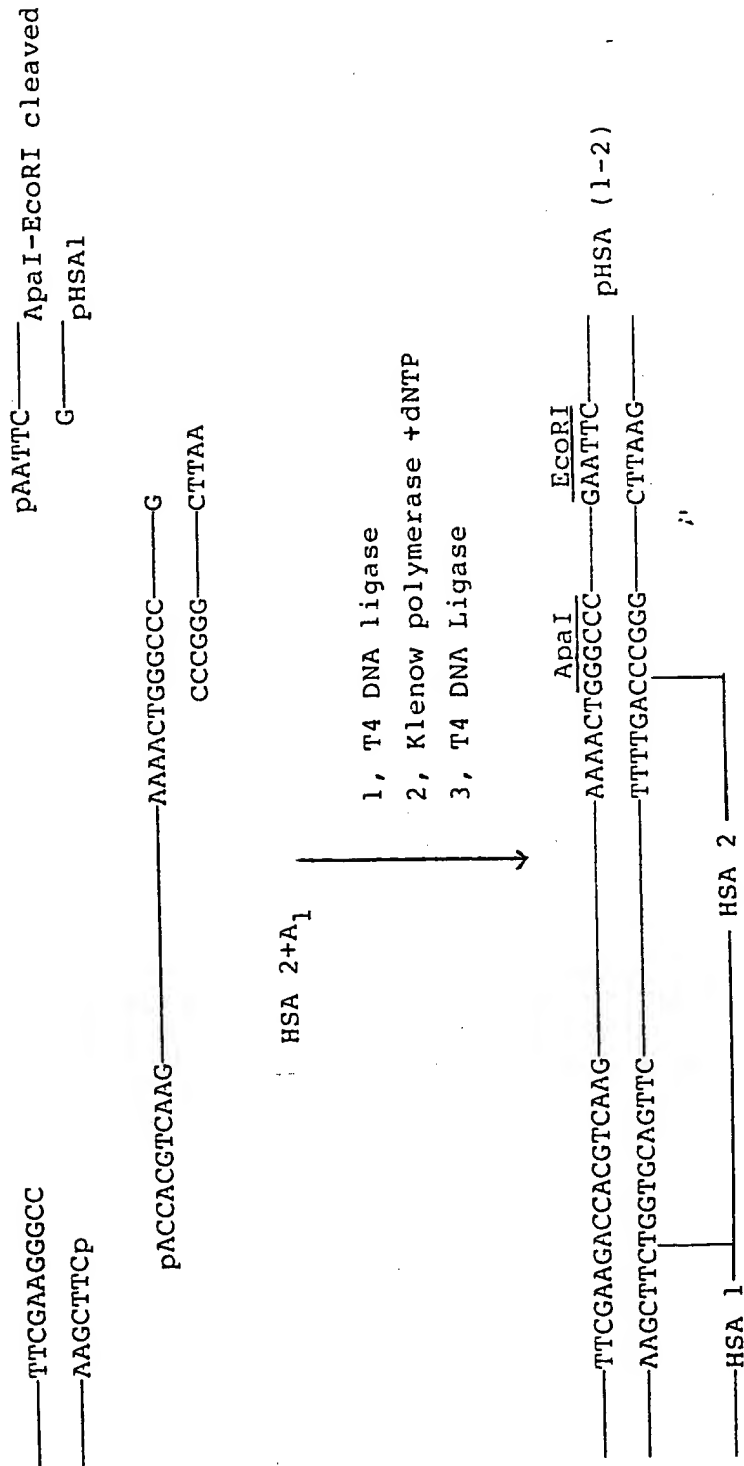 TTCGAAGGGCC pAATTC ApaI-EcoRI cleaved
AAGCTTCp G pHSA1
pACCACGTCAAG AAAACTGGGCCC G
CCCGGG CTTAA
HSA 2+A1
1, T4 DNA ligase
2, Klenow polymerase +dNTP
3, T4 DNA Ligase
ApaI EcoRI
TTCGAAGACCACGTCAAG AAAACTGGGCCC GAATTC
pHSA (1-2)
AAGCTTCTGGTGCAGTTC TTTTGACCCGGG CTTAAG
HSA 1 HSA 2